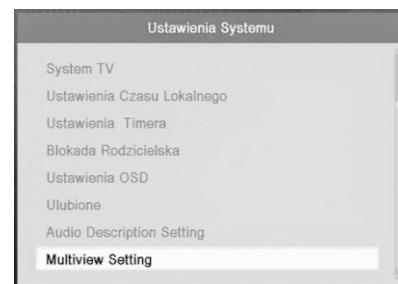 Ustawienia Systemu
System TV
Ustawienia Czasu Lokalnego
Ustawienia Timera
Blokada Rodzicielska
Ustawienia OSD
Ulubione
Audio Description Setting
Multiview Setting